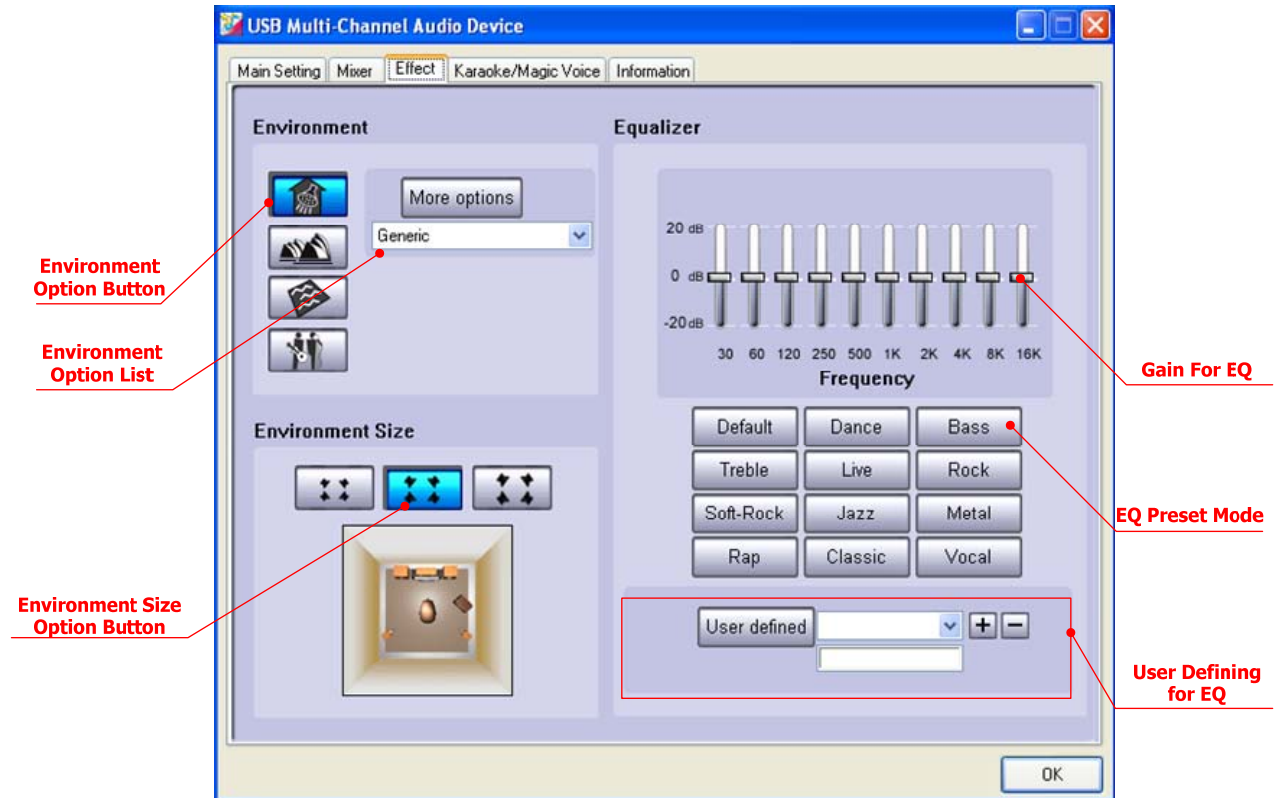 USB Multi-Channel Audio Device
Main Setting Mixer Effect Karaoke/Magic Voice Information
Environment
More options
Generic
Environment
Option Button
Environment
Option List
Environment Size
Environment Size
Option Button
Equalizer
20 dB
0 dB
-20 dB
30 60 120 250 500 1K 2K 4K 8K 16K
Frequency
Gain For EQ
Default Dance Bass
Treble Live Rock
Soft-Rock Jazz Metal
Rap Classic Vocal
EQ Preset Mode
User defined
User Defining
for EQ
OK